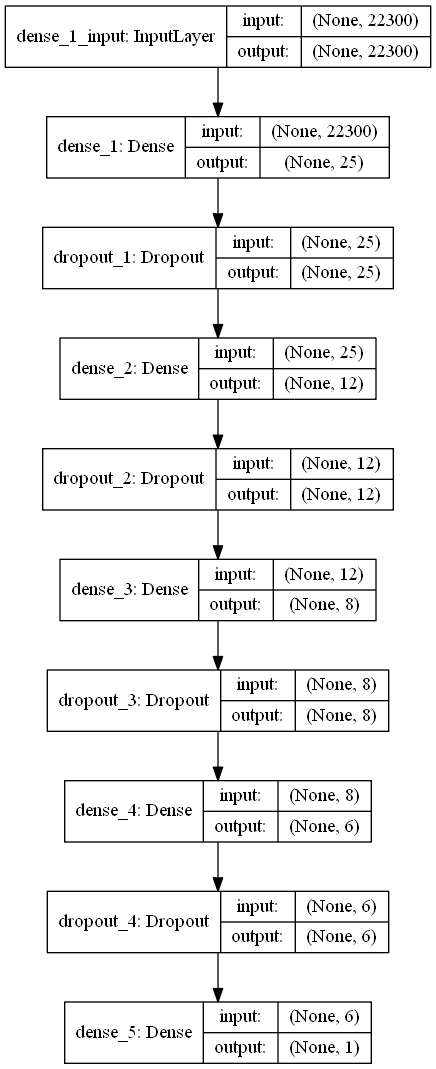 dense_1_input: InputLayer
input: (None, 22300)
output: (None, 22300)
dense_1: Dense
input: (None, 22300)
output: (None, 25)
dropout_1: Dropout
input: (None, 25)
output: (None, 25)
dense_2: Dense
input: (None, 25)
output: (None, 12)
dropout_2: Dropout
input: (None, 12)
output: (None, 12)
dense_3: Dense
input: (None, 12)
output: (None, 8)
dropout_3: Dropout
input: (None, 8)
output: (None, 8)
dense_4: Dense
input: (None, 8)
output: (None, 6)
dropout_4: Dropout
input: (None, 6)
output: (None, 6)
dense_5: Dense
input: (None, 6)
output: (None, 1)